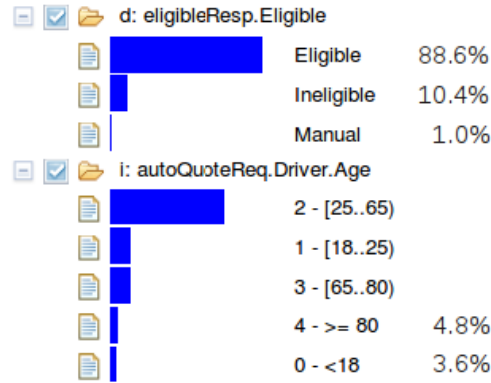 d: eligibleResp.Eligible
Eligible 88.6%
Ineligible 10.4%
Manual 1.0%
i: autoQuoteReq.Driver.Age
2 - [25..65)
1 - [18..25)
3 - [65..80)
4 - >= 80 4.8%
0 - <18 3.6%